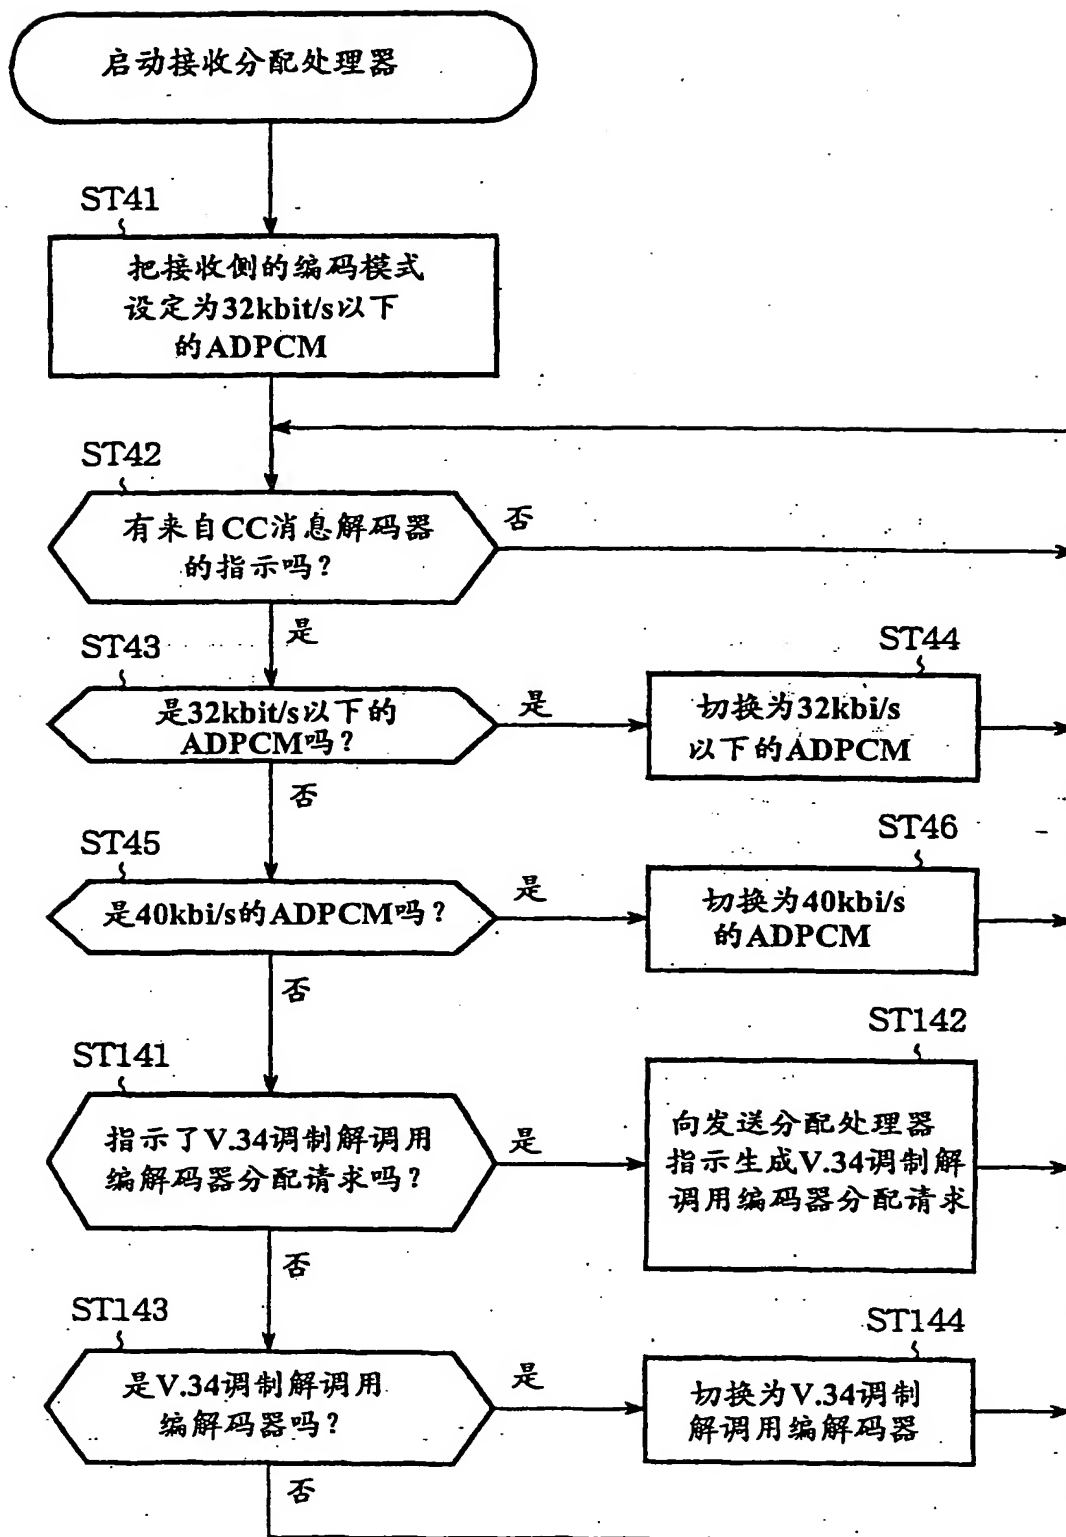 启动接收分配处理器
ST41
把接收侧的编码模式
设定为32kbit/s以下
的ADPCM
ST42
有来自CC消息解码器
的指示吗？
否
是
ST43
是32kbit/s以下的
ADPCM吗？
是
ST44
切换为32kbi/s
以下的ADPCM
否
ST45
是40kbi/s的ADPCM吗？
是
ST46
切换为40kbi/s
的ADPCM
否
ST141
指示了V.34调制解调用
编解码器分配请求吗？
是
ST142
向发送分配处理器
指示生成V.34调制解
调用编码器分配请求
否
ST143
是V.34调制解调用
编解码器吗？
是
ST144
切换为V.34调制
解调用编解码器
否